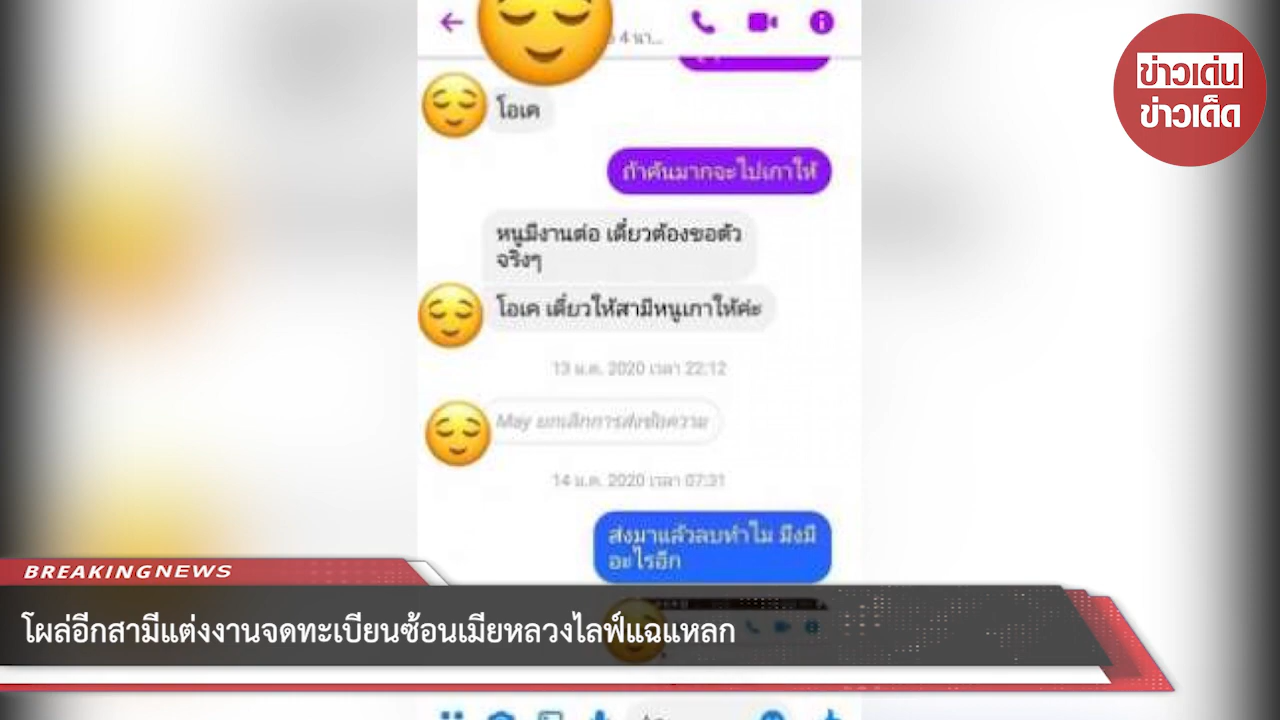 4 นา...
ข่าวเด่น
ข่าวเด็ด
โอเค
ถ้าคันมากจะไปเกาให้
หนูมีงานต่อ เดี๋ยวต้องขอตัว
จริงๆ
โอเค เดี๋ยวให้สามีหนูเกาให้ค่ะ
13 ม.ค. 2020 เวลา 22:12
May ยกเลิกการส่งข้อความ
14 ม.ค. 2020 เวลา 07:31
ส่งมาแล้วลบทำไม มึงมี
อะไรอีก
BREAKING NEWS
โผล่อีกสามีแต่งงานจดทะเบียนซ้อนเมียหลวงไลฟ์แฉแหลก